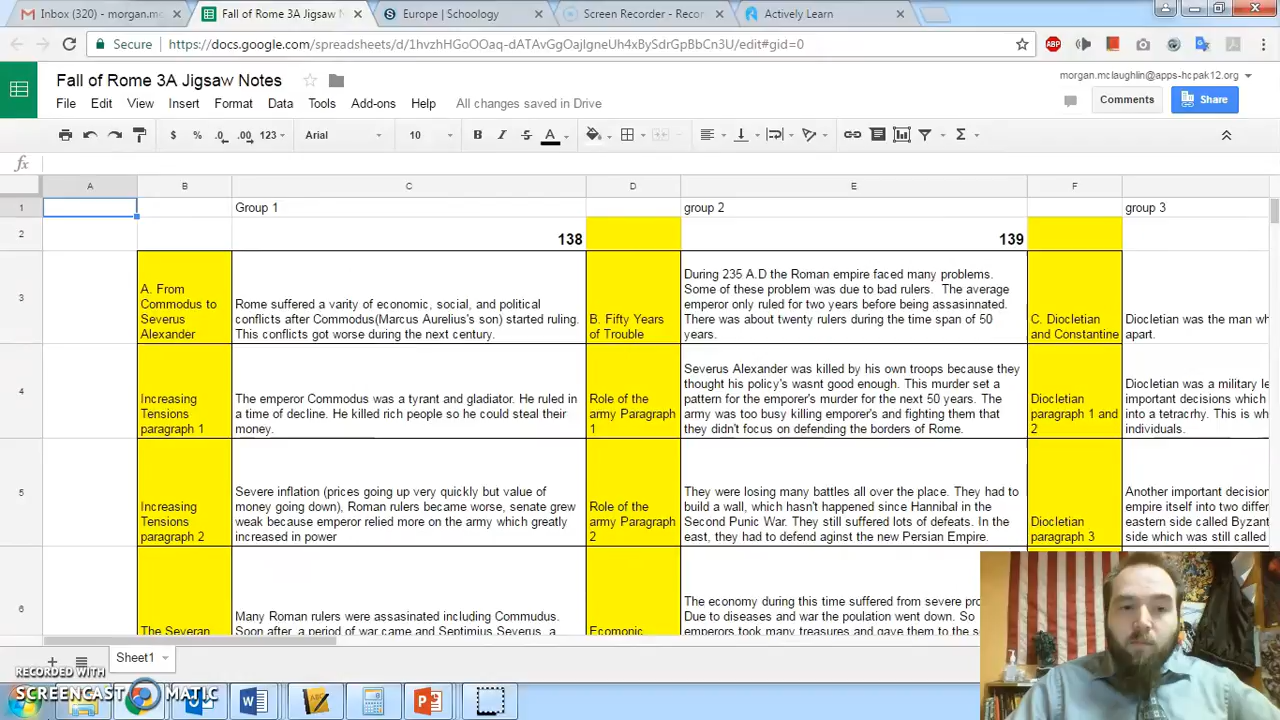 Inbox (320) - morgan.m
Fall of Rome 3A Jigsaw N
Europe | Schoology
Screen Recorder - Reco
Actively Learn
Secure
https://docs.google.com/spreadsheets/d/1hvzhHGoOOaq-dATAvGgOajIgneUh4xBySdrGpBbCn3U/edit#gid=0
ABP
Fall of Rome 3A Jigsaw Notes
morgan.mclaughlin@apps-hcpak12.org
File Edit View Insert Format Data Tools Add-ons Help All changes saved in Drive
Comments
Share
$ % .0 .00 123 Arial 10 B I S A Σ
fx
A B C D E F
1 Group 1 group 2 group 3
2 138 139
3
A. From
Commodus to
Severus
Alexander
Rome suffered a varity of economic, social, and political
conflicts after Commodus(Marcus Aurelius's son) started ruling.
This conflicts got worse during the next century.
B. Fifty Years
of Trouble
During 235 A.D the Roman empire faced many problems.
Some of these problem was due to bad rulers. The average
emperor only ruled for two years before being assasinnated.
There was about twenty rulers during the time span of 50
years.
C. Diocletian
and Constantine
Diocletian was the man wh
apart.
4
Increasing
Tensions
paragraph 1
The emperor Commodus was a tyrant and gladiator. He ruled in
a time of decline. He killed rich people so he could steal their
money.
Role of the
army Paragraph
1
Severus Alexander was killed by his own troops because they
thought his policy's wasnt good enough. This murder set a
pattern for the emporer's murder for the next 50 years. The
army was too busy killing emporer's and fighting them that
they didn't focus on defending the borders of Rome.
Diocletian
paragraph 1 and
2
Diocletian was a military le
important decisions which
into a tetracrhy. This is wh
individuals.
5
Increasing
Tensions
paragraph 2
Severe inflation (prices going up very quickly but value of
money going down), Roman rulers became worse, senate grew
weak because emperor relied more on the army which greatly
increased in power
Role of the
army Paragraph
2
They were losing many battles all over the place. They had to
build a wall, which hasn't happened since Hannibal in the
Second Punic War. They still suffered lots of defeats. In the
east, they had to defend aginst the new Persian Empire.
Diocletian
paragraph 3
Another important decision
empire itself into two differ
eastern side called Byzant
side which was still called
6
The Severan
Many Roman rulers were assasinated including Commudus.
Soon after, a period of war came and Septimius Severus, a
Ecomonic
The economy during this time suffered from severe pro
Due to diseases and war the poulation went down. So
emperors took many treasures and gave them to the s
Sheet1
RECORDED WITH
SCREENCAST MATIC